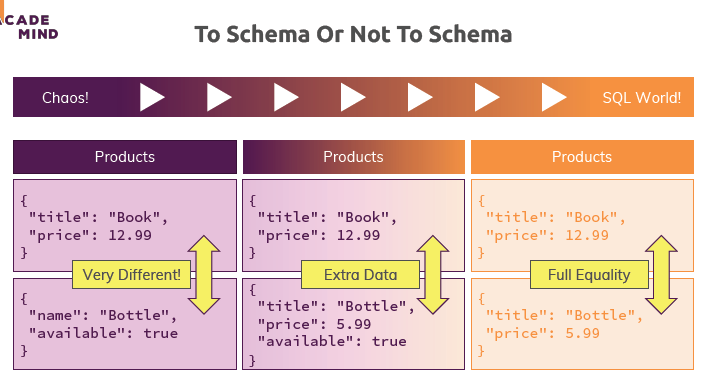 CADE
MIND
To Schema Or Not To Schema
Chaos!
SQL World!
Products
{
"title": "Book",
"price": 12.99
}
Very Different!
{
"name": "Bottle",
"available": true
}
Products
{
"title": "Book",
"price": 12.99
}
Extra Data
{
"title": "Bottle",
"price": 5.99
"available": true
}
Products
{
"title": "Book",
"price": 12.99
}
Full Equality
{
"title": "Bottle",
"price": 5.99
}